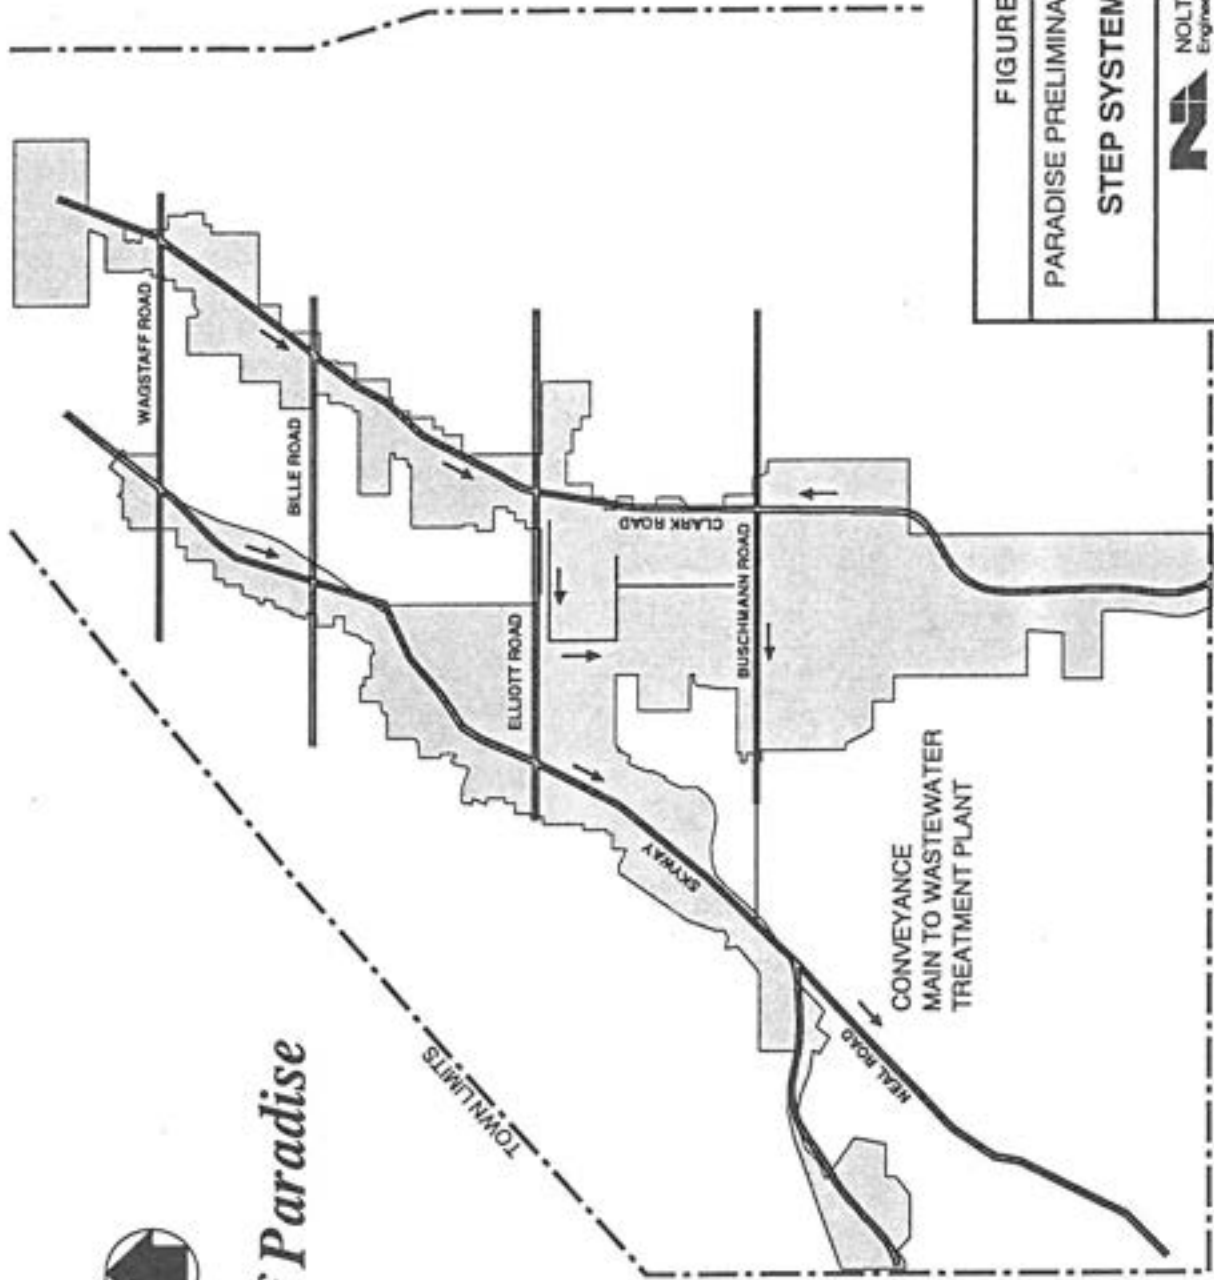 Paradise
TOWN LIMITS
WAGSTAFF ROAD
BILLE ROAD
ELLIOTT ROAD
CLARK ROAD
BUSCHMANN ROAD
SKYWAY
NEAL ROAD
CONVEYANCE
MAIN TO WASTEWATER
TREATMENT PLANT
FIGURE
PARADISE PRELIMINA
STEP SYSTEM
NOLT
Enginee